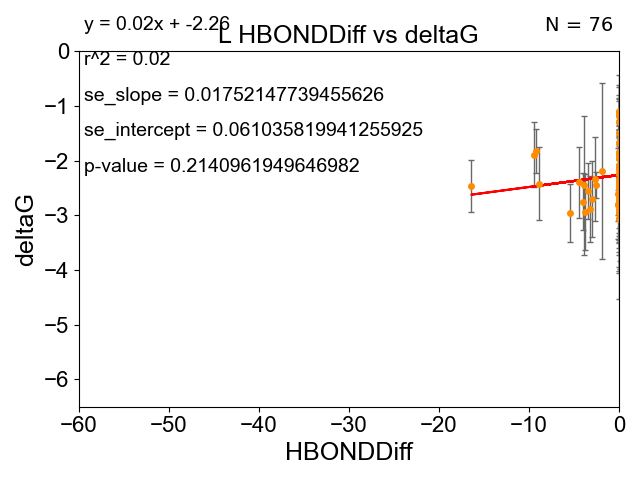 y = 0.02x + -2.26
N = 76
L HBONDDiff vs deltaG
r^2 = 0.02
se_slope = 0.01752147739455626
se_intercept = 0.061035819941255925
p-value = 0.2140961949646982
deltaG
0
−1
−2
−3
−4
−5
−6
−60
−50
−40
−30
−20
−10
0
HBONDDiff